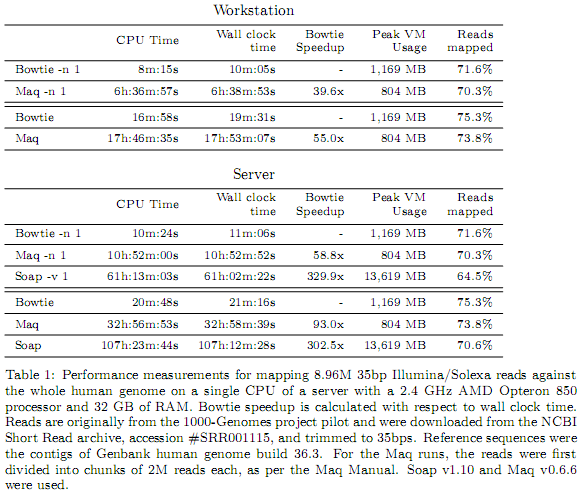 Workstation
CPU Time Wall clock time Bowtie Speedup Peak VM Usage Reads mapped
Bowtie -n 1 8m:15s 10m:05s - 1,169 MB 71.6%
Maq -n 1 6h:36m:57s 6h:38m:53s 39.6x 804 MB 70.3%
Bowtie 16m:58s 19m:31s - 1,169 MB 75.3%
Maq 17h:46m:35s 17h:53m:07s 55.0x 804 MB 73.8%
Server
CPU Time Wall clock time Bowtie Speedup Peak VM Usage Reads mapped
Bowtie -n 1 10m:24s 11m:06s - 1,169 MB 71.6%
Maq -n 1 10h:52m:00s 10h:52m:52s 58.8x 804 MB 70.3%
Soap -v 1 61h:13m:03s 61h:02m:22s 329.9x 13,619 MB 64.5%
Bowtie 20m:48s 21m:16s - 1,169 MB 75.3%
Maq 32h:56m:53s 32h:58m:39s 93.0x 804 MB 73.8%
Soap 107h:23m:44s 107h:12m:28s 302.5x 13,619 MB 70.6%
Table 1: Performance measurements for mapping 8.96M 35bp Illumina/Solexa reads against
the whole human genome on a single CPU of a server with a 2.4 GHz AMD Opteron 850
processor and 32 GB of RAM. Bowtie speedup is calculated with respect to wall clock time.
Reads are originally from the 1000-Genomes project pilot and were downloaded from the NCBI
Short Read archive, accession #SRR001115, and trimmed to 35bps. Reference sequences were
the contigs of Genbank human genome build 36.3. For the Maq runs, the reads were first
divided into chunks of 2M reads each, as per the Maq Manual. Soap v1.10 and Maq v0.6.6
were used.